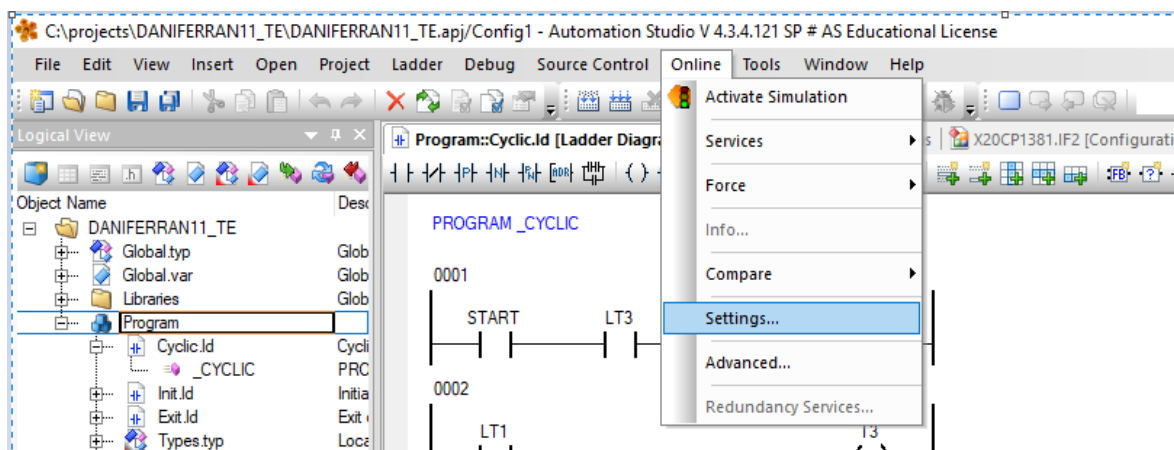 C:\projects\DANIFERRAN11_TE\DANIFERRAN11_TE.apj/Config1 - Automation Studio V 4.3.4.121 SP # AS Educational License
File Edit View Insert Open Project Ladder Debug Source Control Online Tools Window Help
Logical View
Object Name Desc
DANIFERRAN11_TE
Global.typ Glob
Global.var Glob
Libraries Glob
Program
Cyclic.ld Cycli
_CYCLIC PRO
Init.ld Initia
Exit.ld Exit
Types.typ Loca
Program::Cyclic.ld [Ladder Diagra
s X20CP1381.IF2 [Configurati
PROGRAM _CYCLIC
0001
START LT3
0002
LT1 T3
Activate Simulation
Services
Force
Info...
Compare
Settings...
Advanced...
Redundancy Services...